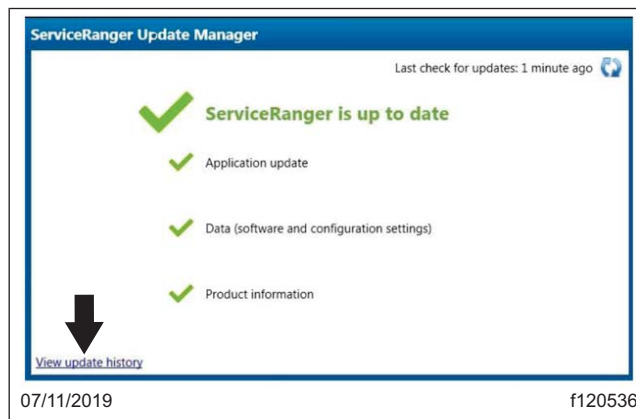 ServiceRanger Update Manager
Last check for updates: 1 minute ago
ServiceRanger is up to date
Application update
Data (software and configuration settings)
Product information
View update history
07/11/2019
f120536